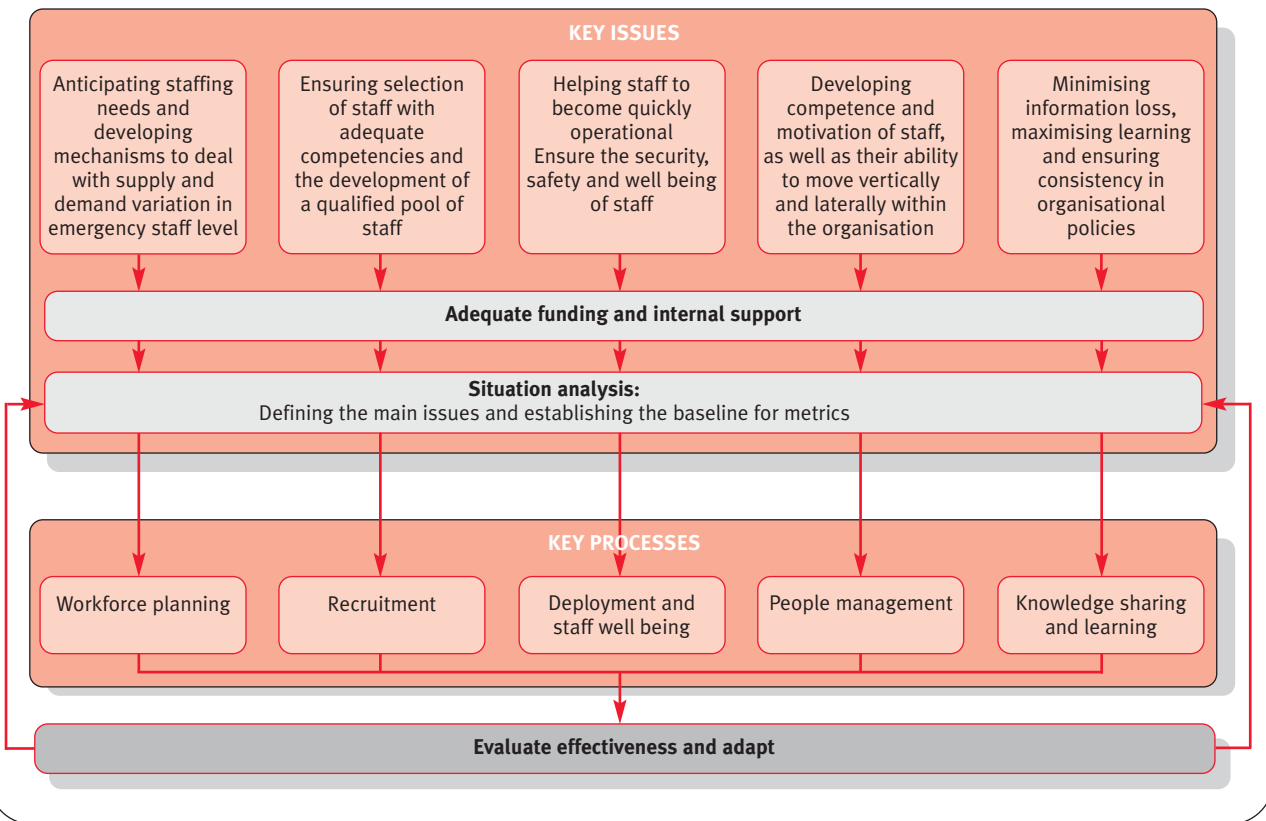 KEY ISSUES
Anticipating staffing
needs and
developing
mechanisms to deal
with supply and
demand variation in
emergency staff level
Ensuring selection
of staff with
adequate
competencies and
the development of
a qualified pool of
staff
Helping staff to
become quickly
operational
Ensure the security,
safety and well being
of staff
Developing
competence and
motivation of staff,
as well as their ability
to move vertically
and laterally within
the organisation
Minimising
information loss,
maximising learning
and ensuring
consistency in
organisational
policies
Adequate funding and internal support
Situation analysis:
Defining the main issues and establishing the baseline for metrics
KEY PROCESSES
Workforce planning
Recruitment
Deployment and
staff well being
People management
Knowledge sharing
and learning
Evaluate effectiveness and adapt